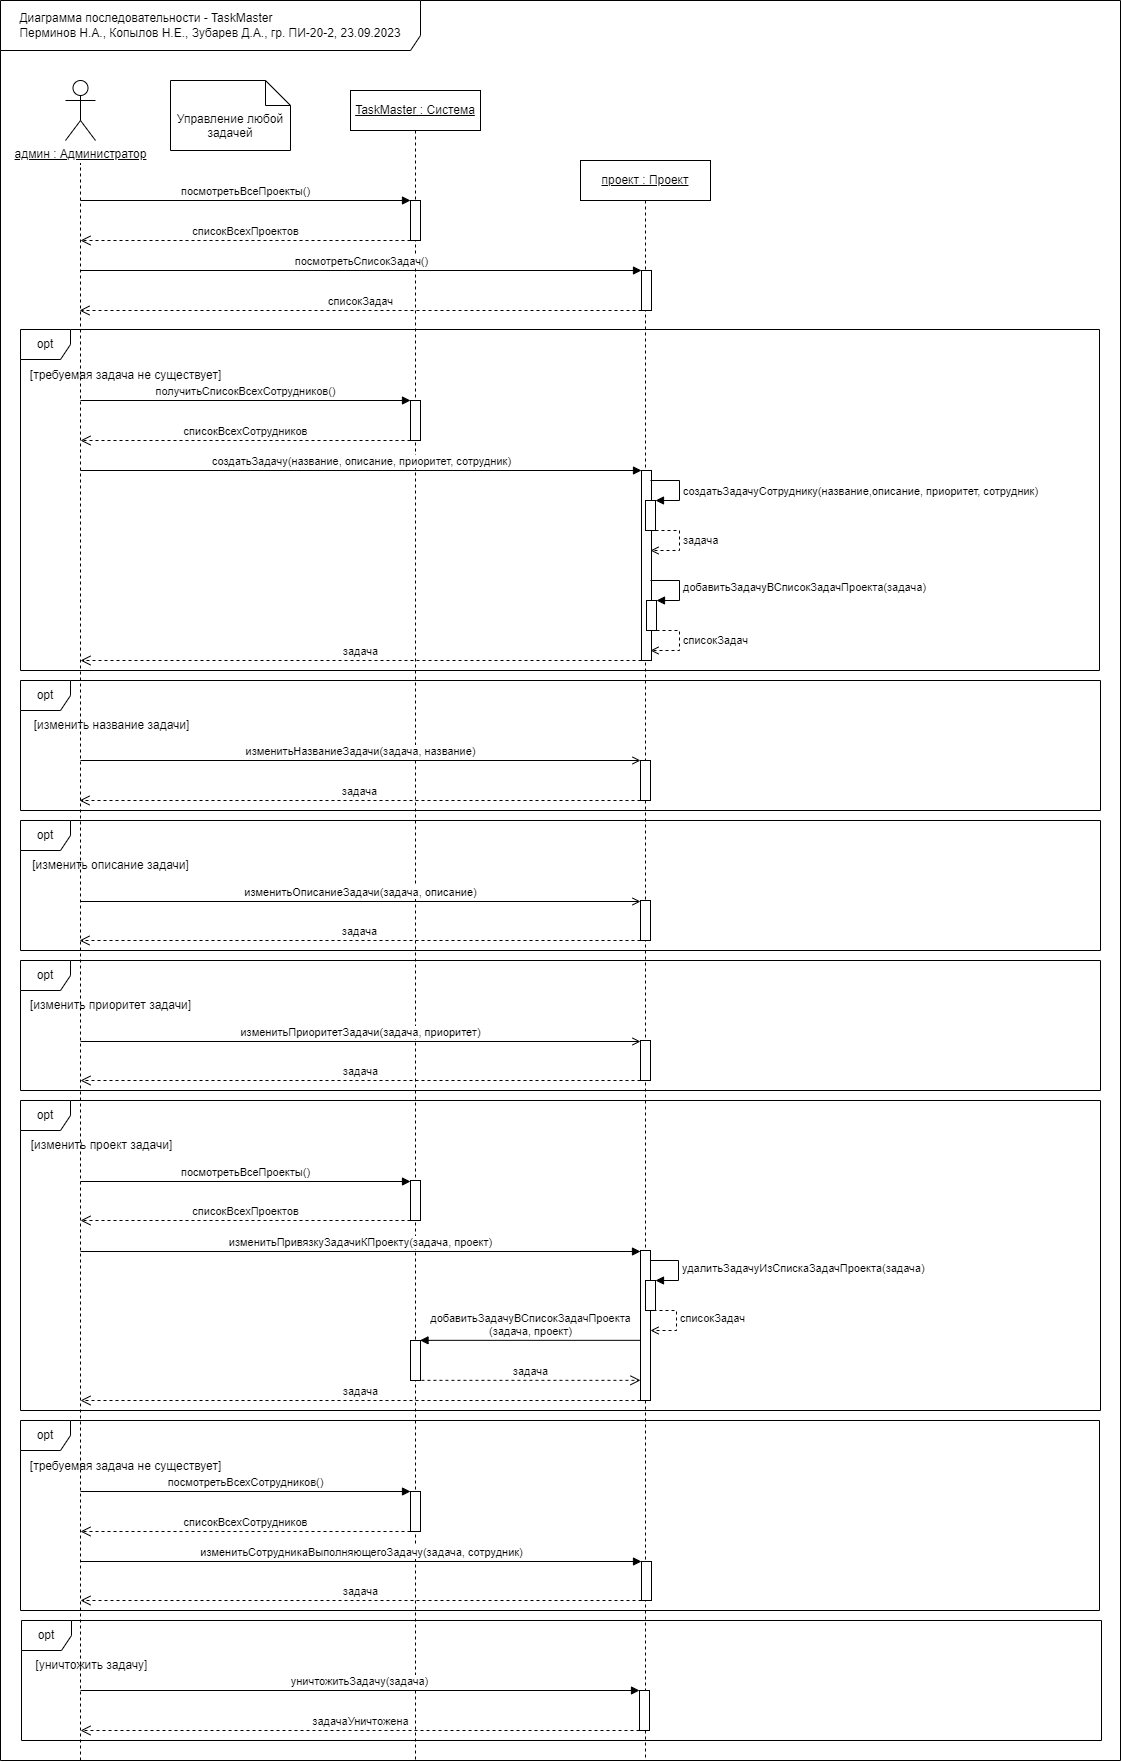 Диаграмма последовательности - TaskMaster
Перминов Н.А., Копылов Н.Е., Зубарев Д.А., гр. ПИ-20-2, 23.09.2023
админ : Администратор
Управление любой
задачей
TaskMaster : Система
проект : Проект
посмотретьВсеПроекты()
списокВсехПроектов
посмотретьСписокЗадач()
списокЗадач
opt
[требуемая задача не существует]
получитьСписокВсехСотрудников()
списокВсехСотрудников
создатьЗадачу(название, описание, приоритет, сотрудник)
создатьЗадачуСотруднику(название,описание, приоритет, сотрудник)
задача
добавитьЗадачуВСписокЗадачПроекта(задача)
списокЗадач
задача
opt
[изменить название задачи]
изменитьНазваниеЗадачи(задача, название)
задача
opt
[изменить описание задачи]
изменитьОписаниеЗадачи(задача, описание)
задача
opt
[изменить приоритет задачи]
изменитьПриоритетЗадачи(задача, приоритет)
задача
opt
[изменить проект задачи]
посмотретьВсеПроекты()
списокВсехПроектов
изменитьПривязкуЗадачиКПроекту(задача, проект)
удалитьЗадачуИзСпискаЗадачПроекта(задача)
списокЗадач
добавитьЗадачуВСписокЗадачПроекта
(задача, проект)
задача
задача
opt
[требуемая задача не существует]
посмотретьВсехСотрудников()
списокВсехСотрудников
изменитьСотрудникаВыполняющегоЗадачу(задача, сотрудник)
задача
opt
[уничтожить задачу]
уничтожитьЗадачу(задача)
задачаУничтожена